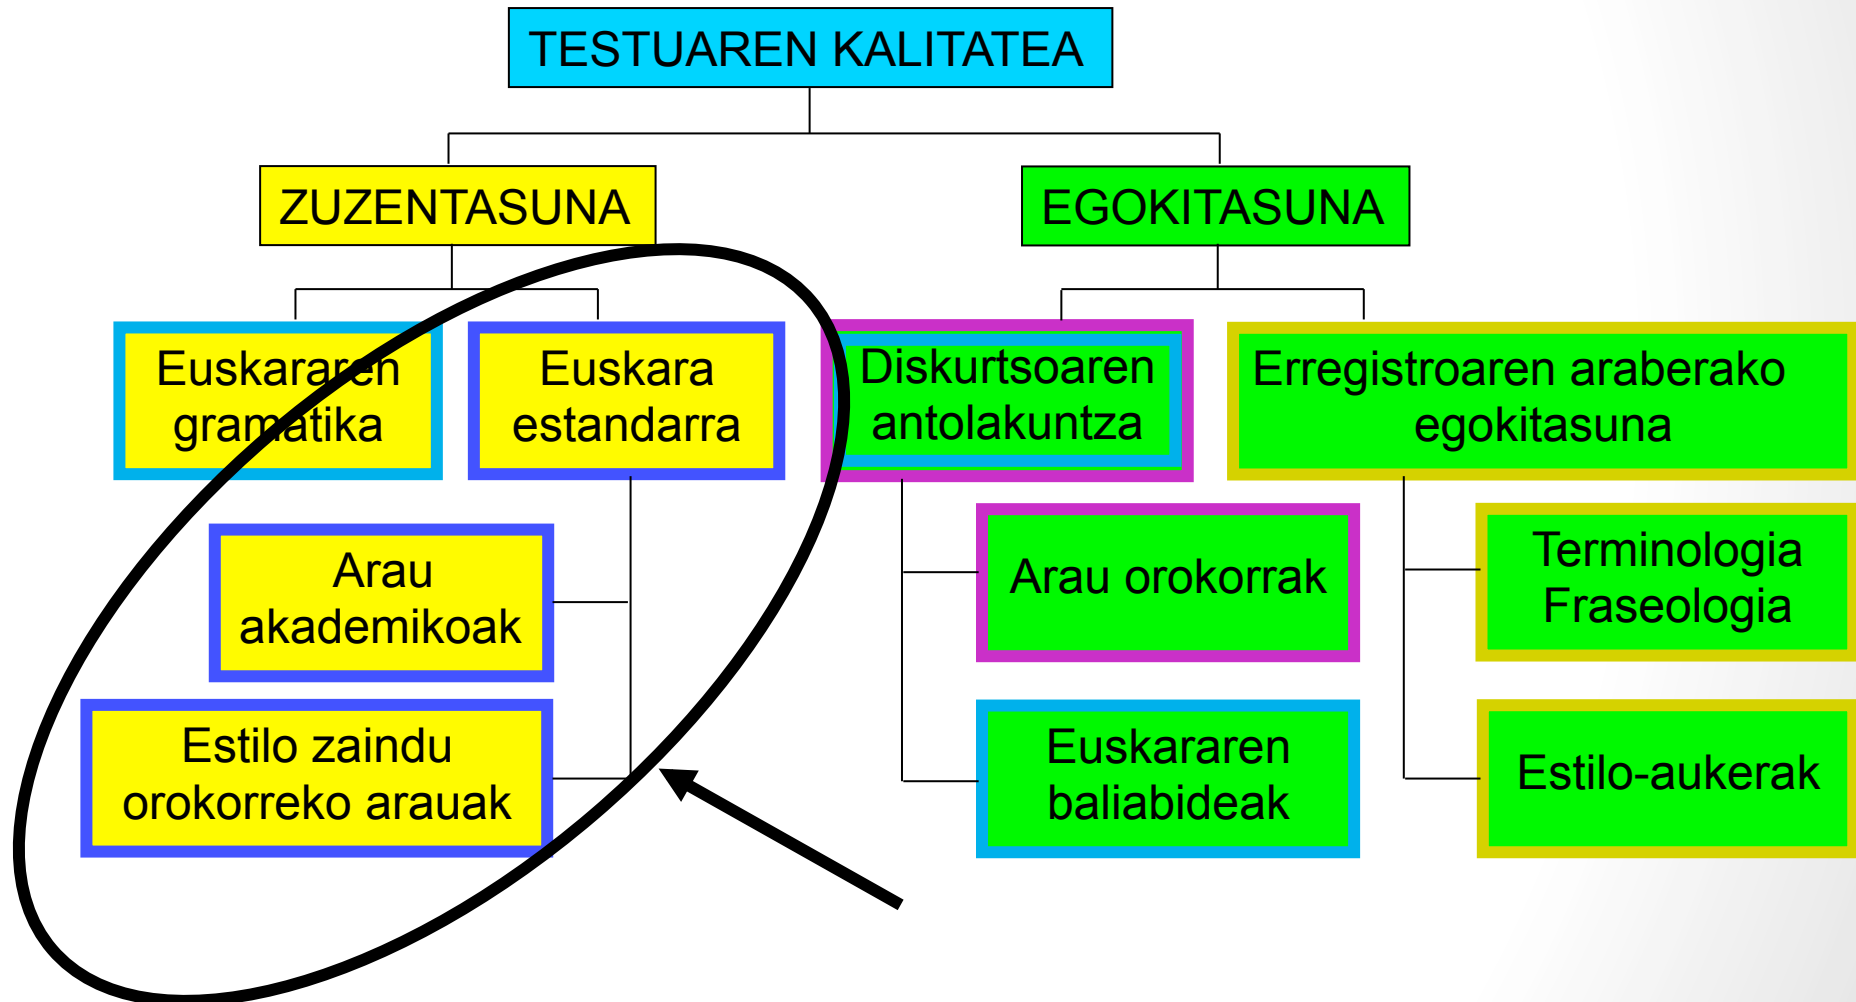 TESTUAREN KALITATEA
ZUZENTASUNA
EGOKITASUNA
Euskararen
gramatika
Euskara
estandarra
Diskurtsoaren
antolakuntza
Erregistroaren araberako
egokitasuna
Arau
akademikoak
Arau orokorrak
Terminologia
Fraseologia
Estilo zaindu
orokorreko arauak
Euskararen
baliabideak
Estilo-aukerak